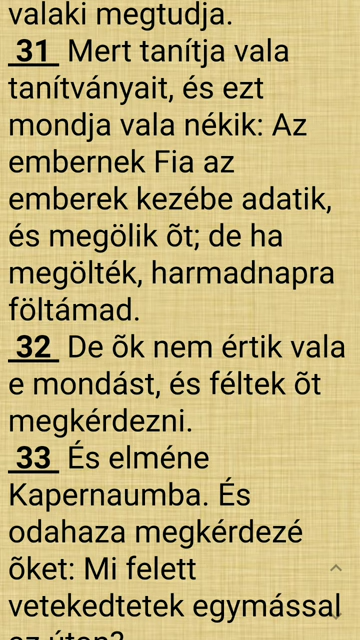 valaki megtudja.
31 Mert tanítja vala
tanítványait, és ezt
mondja vala nékik: Az
embernek Fia az
emberek kezébe adatik,
és megölik õt; de ha
megölték, harmadnapra
föltámad.
32 De õk nem értik vala
e mondást, és féltek õt
megkérdezni.
33 És elméne
Kapernaumba. És
odahaza megkérdezé
õket: Mi felett
vetekedtetek egymással
az úton?